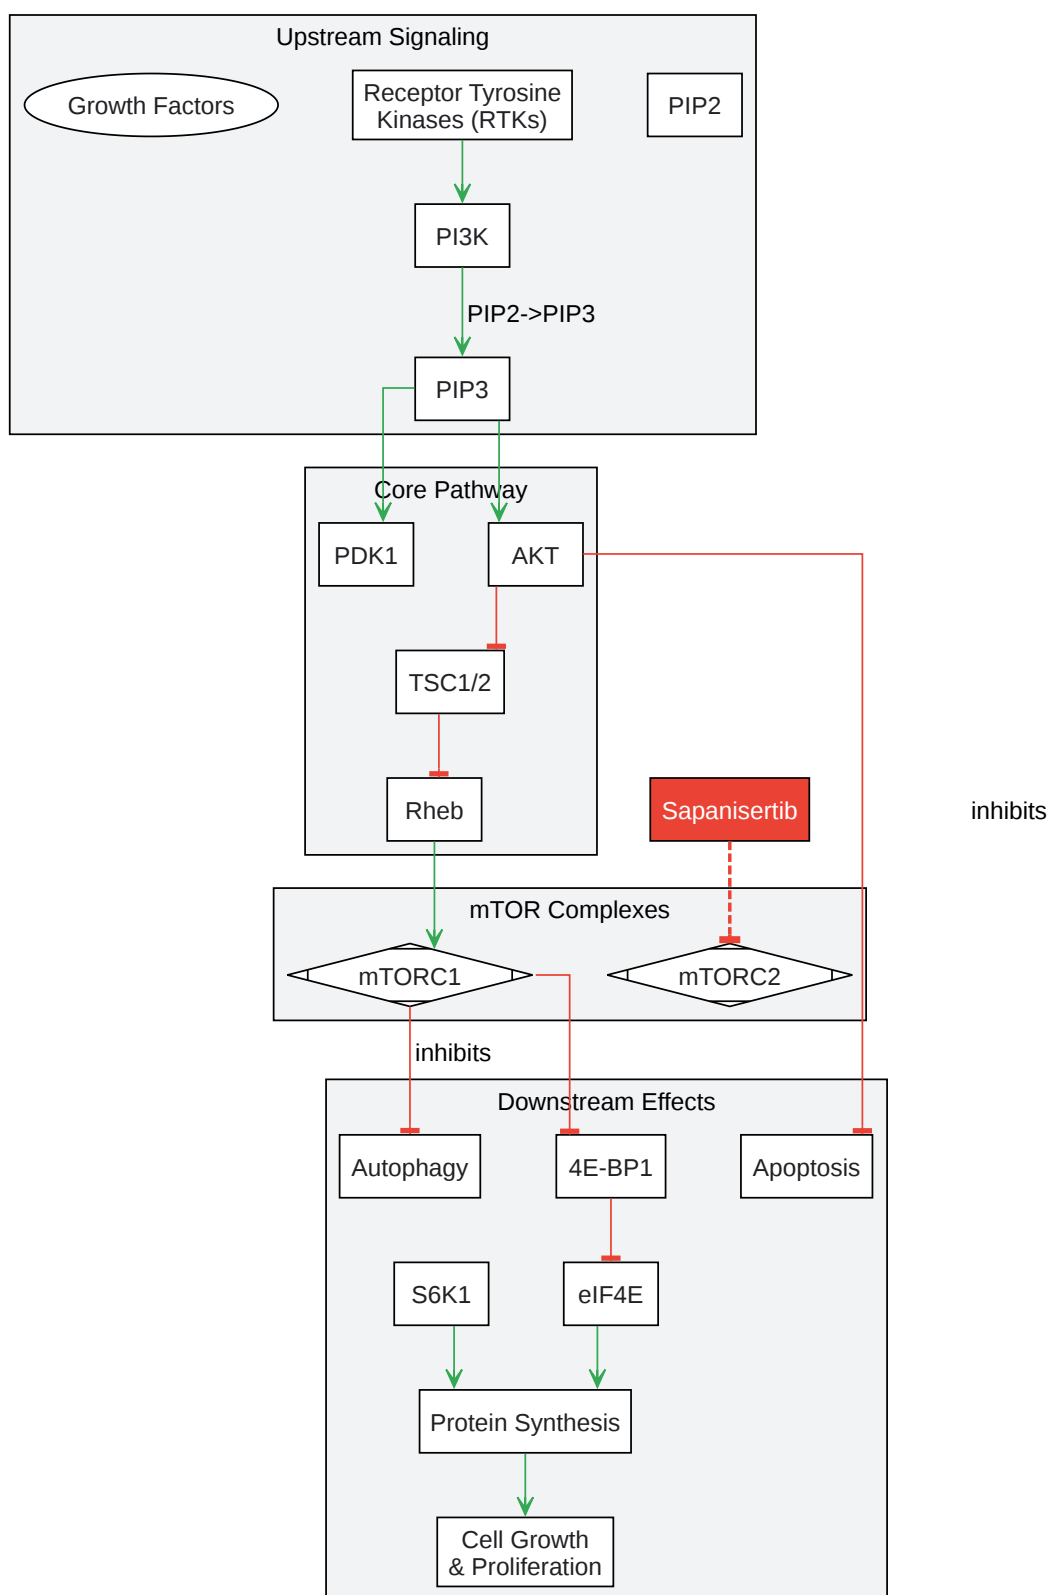 Upstream Signaling
Growth Factors
Receptor Tyrosine
Kinases (RTKs)
PIP2
PI3K
PIP2->PIP3
PIP3
Core Pathway
PDK1
AKT
TSC1/2
Rheb
Sapanisertib
inhibits
mTOR Complexes
mTORC1
mTORC2
inhibits
Downstream Effects
Autophagy
4E-BP1
Apoptosis
S6K1
eIF4E
Protein Synthesis
Cell Growth
& Proliferation